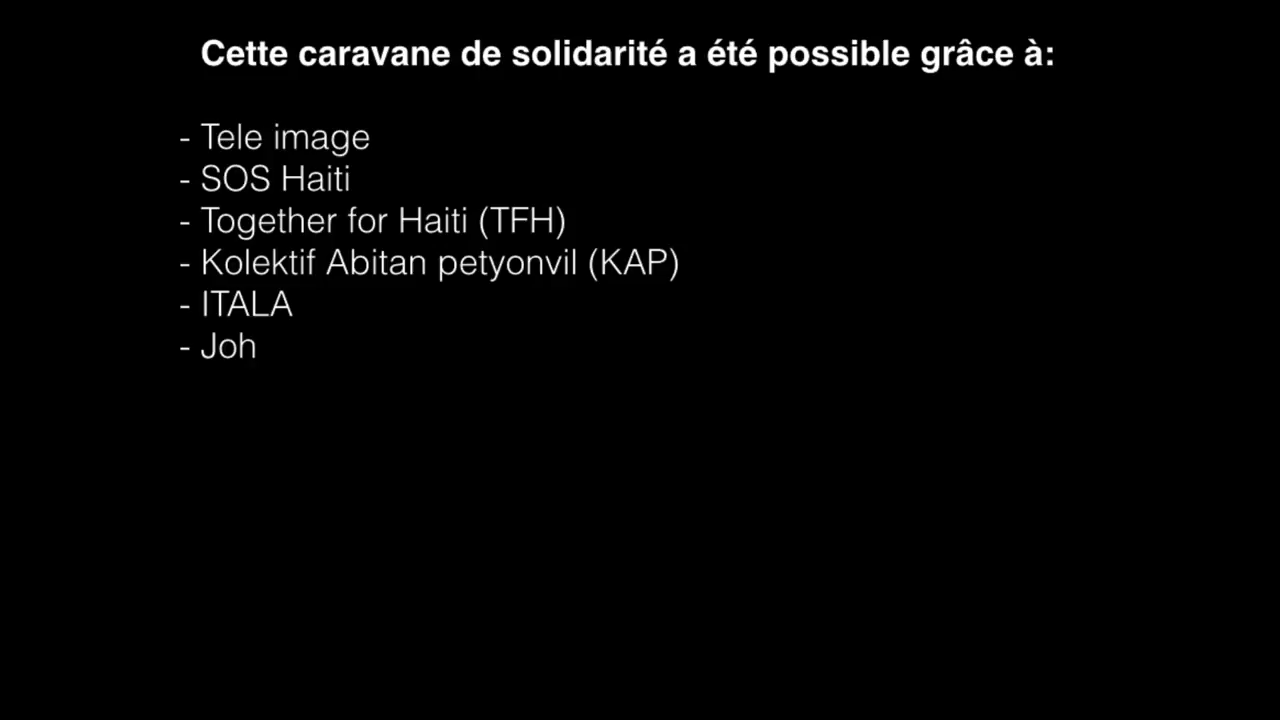 Cette caravane de solidarité a été possible grâce à:
- Tele image
- SOS Haiti
- Together for Haiti (TFH)
- Kolektif Abitan petyonvil (KAP)
- ITALA
- Joh